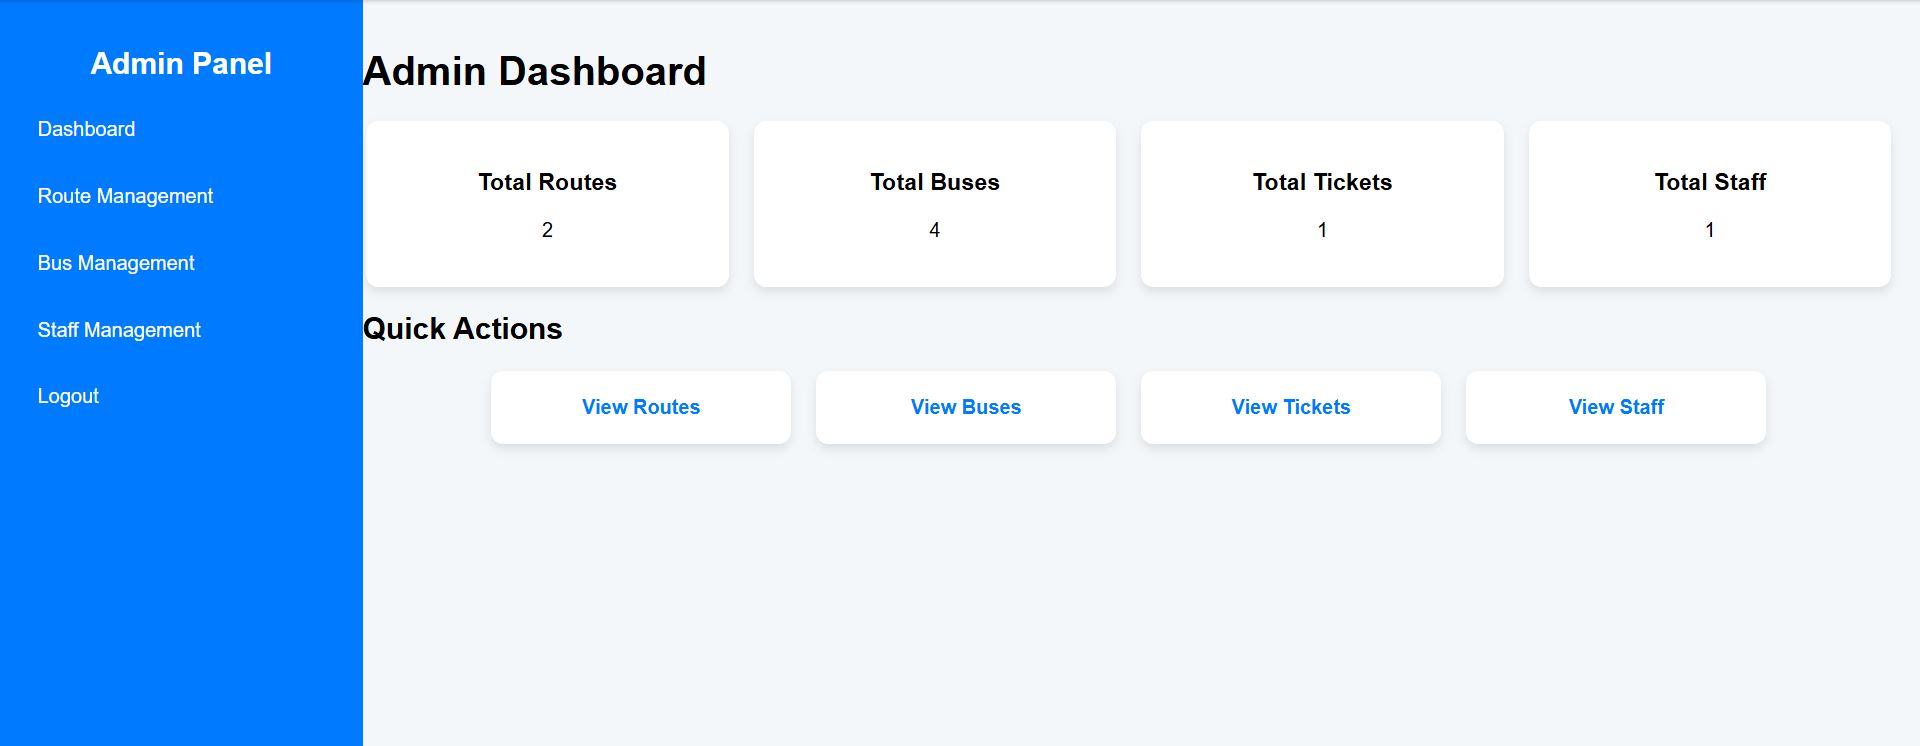 Admin Panel
Dashboard
Route Management
Bus Management
Staff Management
Logout
Admin Dashboard
Total Routes
2
Total Buses
4
Total Tickets
1
Total Staff
1
Quick Actions
View Routes
View Buses
View Tickets
View Staff